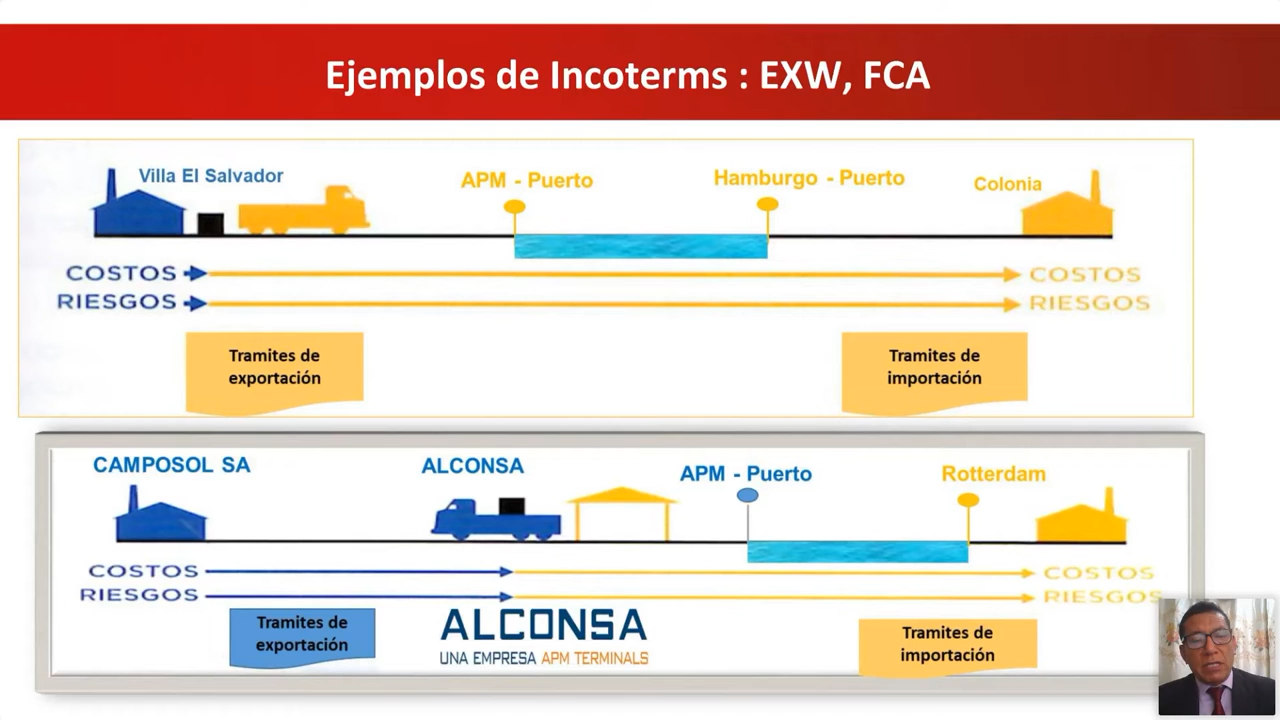 Ejemplos de Incoterms : EXW, FCA
Villa El Salvador
APM - Puerto
Hamburgo - Puerto
Colonia
COSTOS
COSTOS
RIESGOS
RIESGOS
Tramites de
exportación
Tramites de
importación
CAMPOSOL SA
ALCONSA
APM - Puerto
Rotterdam
COSTOS
COSTOS
RIESGOS
RIESGOS
Tramites de
exportación
ALCONSA
UNA EMPRESA APM TERMINALS
Tramites de
importación